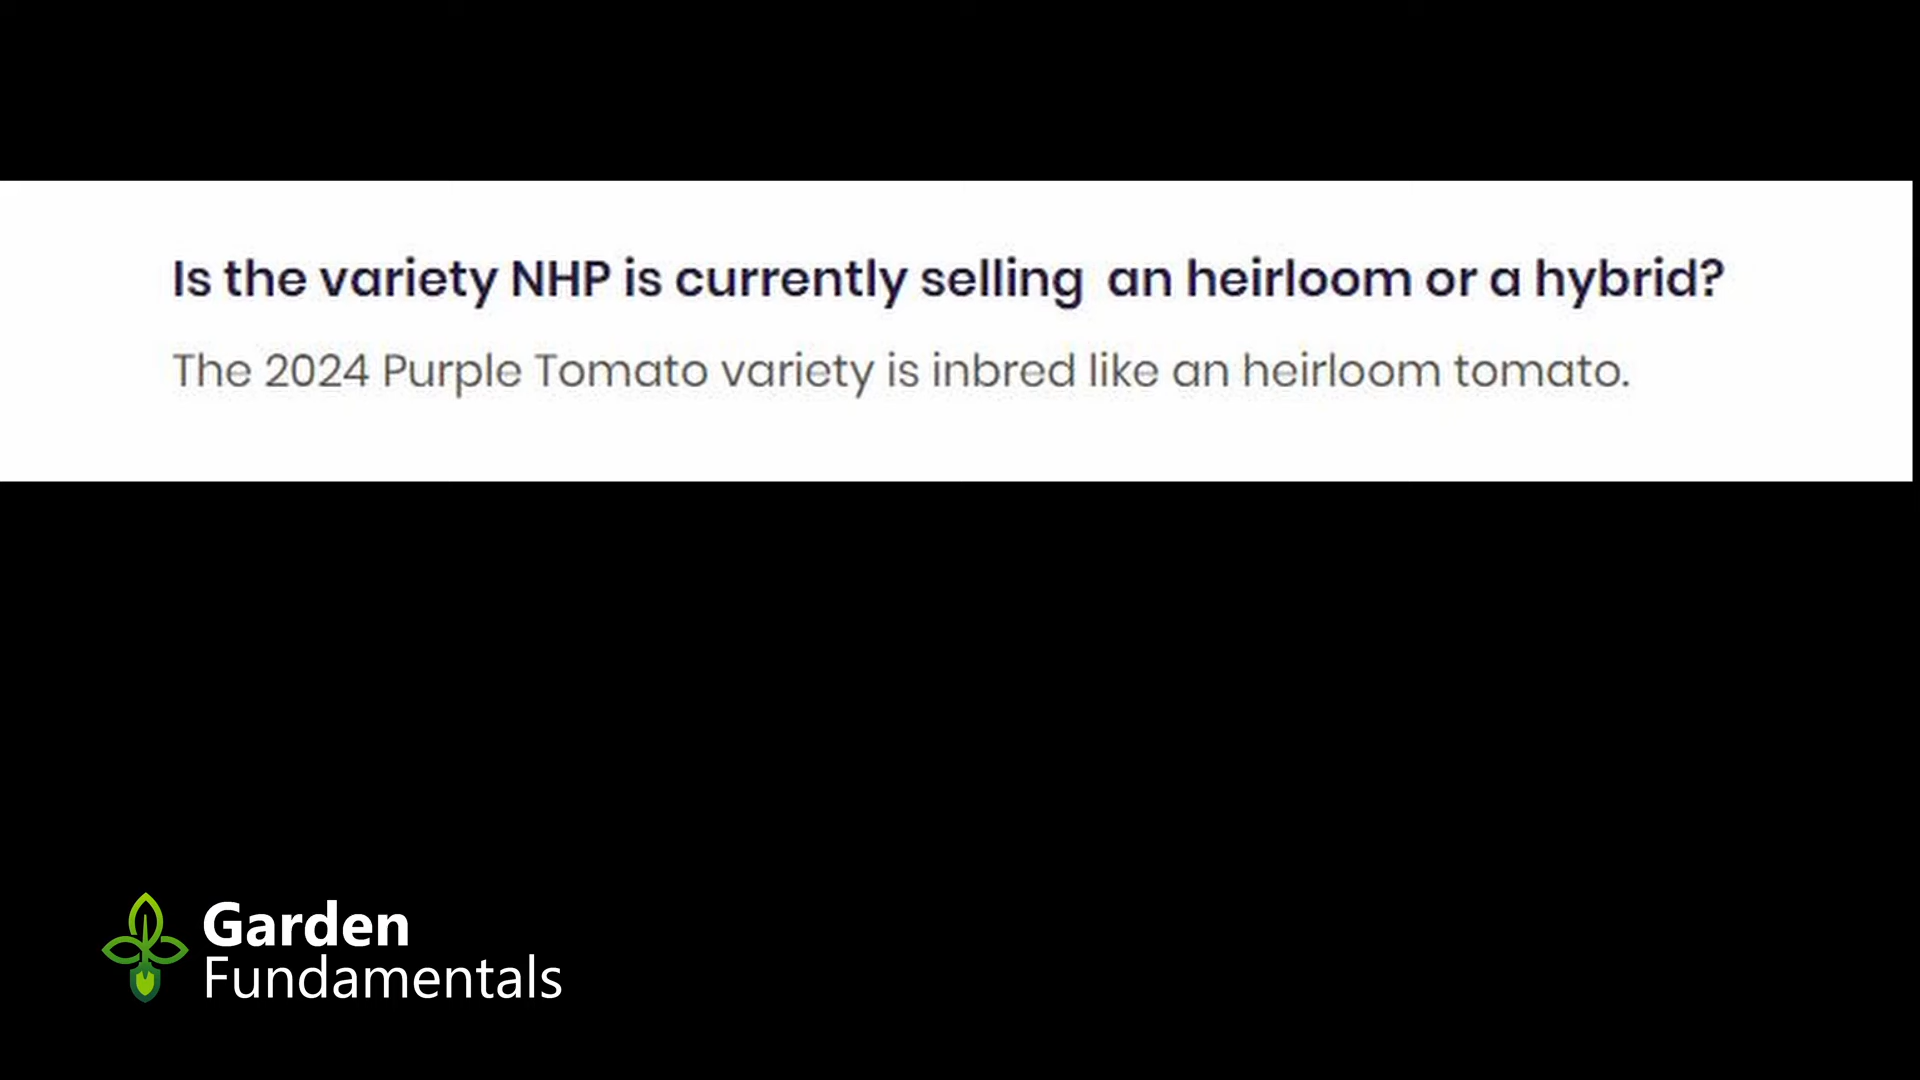 Is the variety NHP is currently selling an heirloom or a hybrid?
The 2024 Purple Tomato variety is inbred like an heirloom tomato.
Garden
Fundamentals